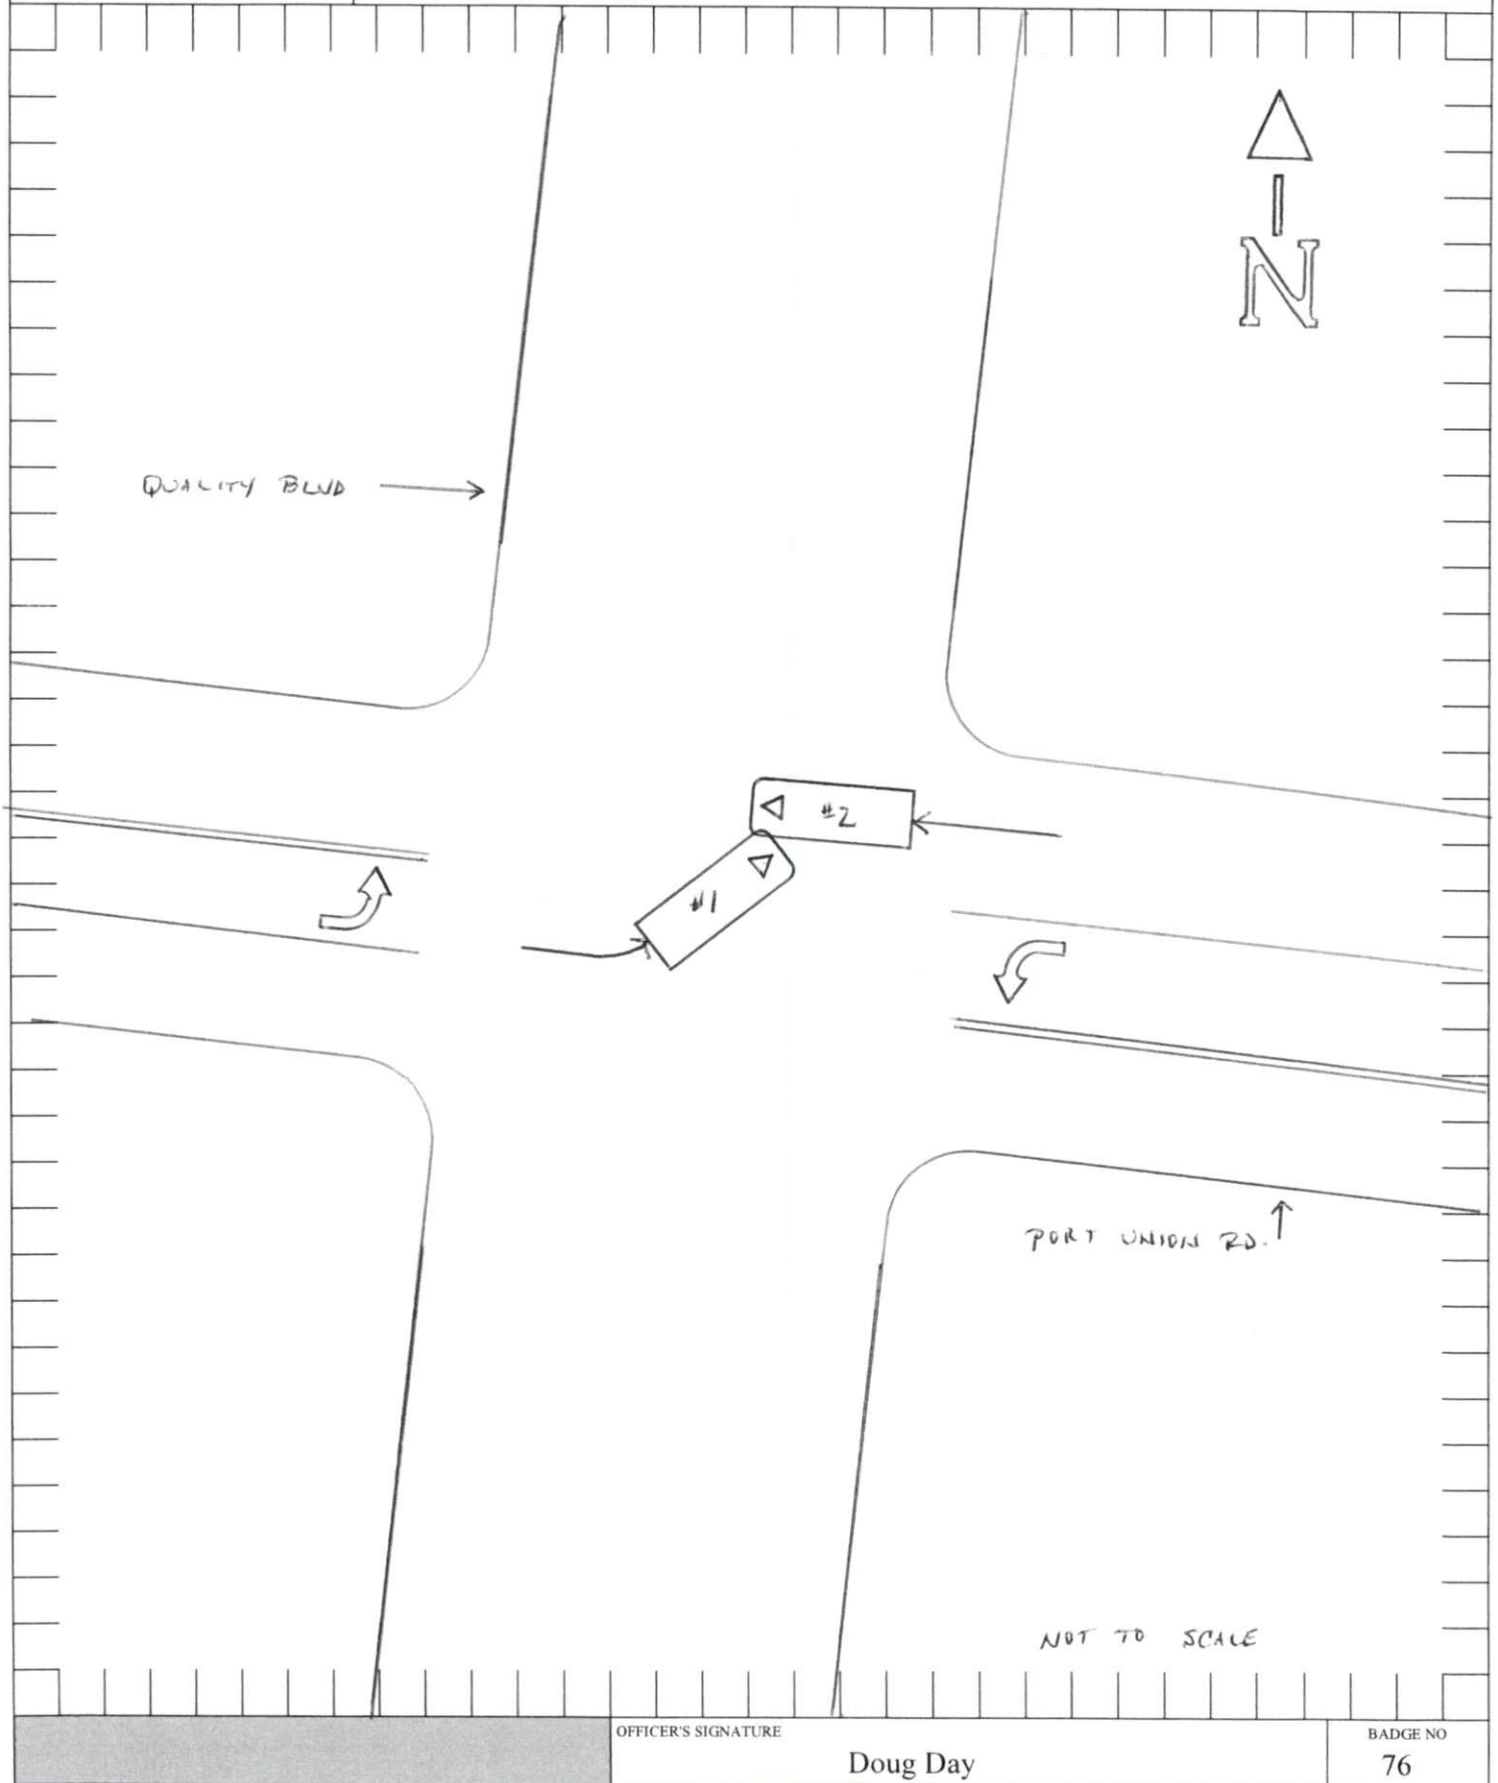 N
QUALITY BLVD
#2
#1
PORT UNION RD.
NOT TO SCALE
OFFICER'S SIGNATURE
Doug Day
BADGE NO
76